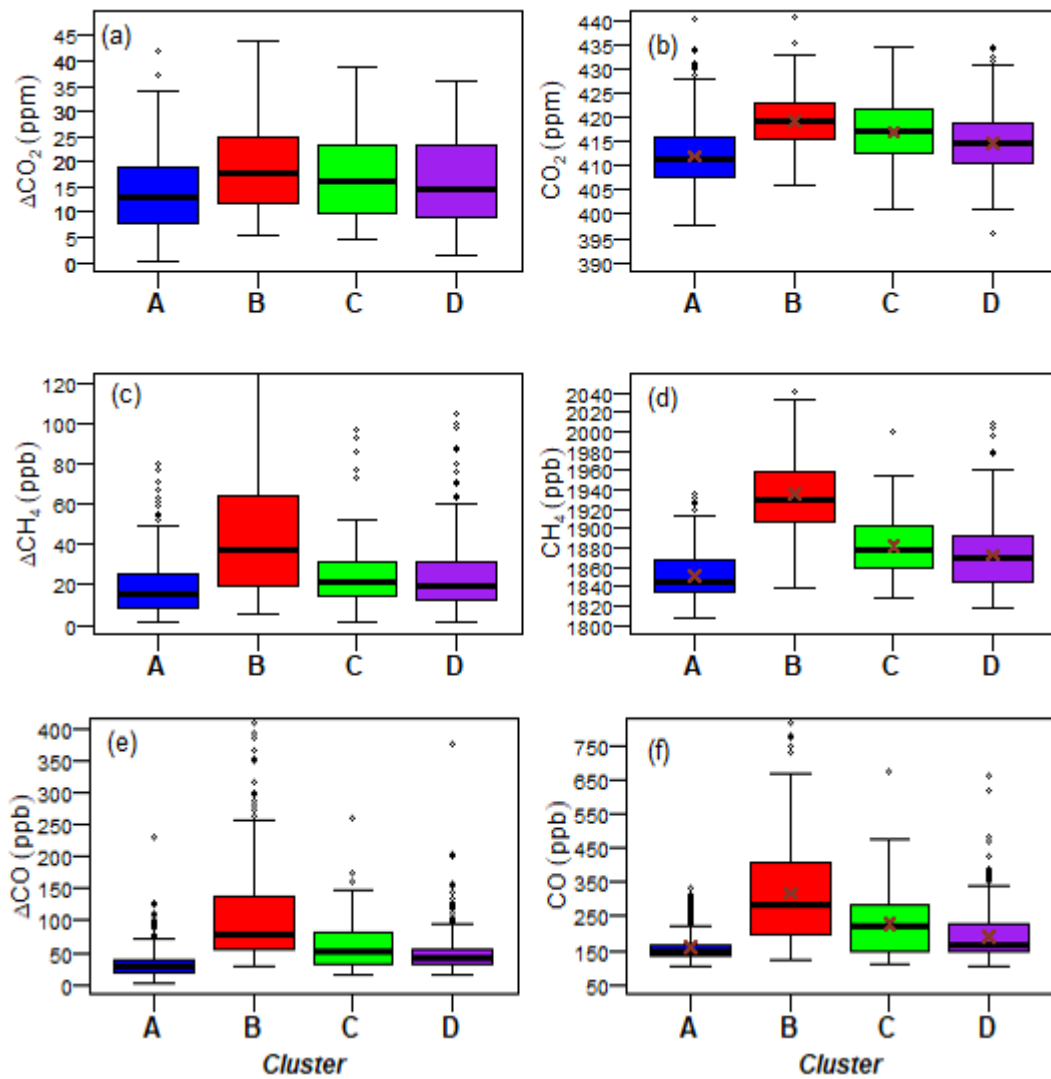 (a)
ΔCO₂ (ppm)
45
40
35
30
25
20
15
10
5
0
A B C D
(b)
CO₂ (ppm)
440
435
430
425
420
415
410
405
400
395
390
A B C D
(c)
ΔCH₄ (ppb)
120
100
80
60
40
20
0
A B C D
(d)
CH₄ (ppb)
2040
2020
2000
1980
1960
1940
1920
1900
1880
1860
1840
1820
1800
A B C D
(e)
ΔCO (ppb)
400
350
300
250
200
150
100
50
0
A B C D
Cluster
(f)
CO (ppb)
750
650
550
450
350
250
150
50
A B C D
Cluster